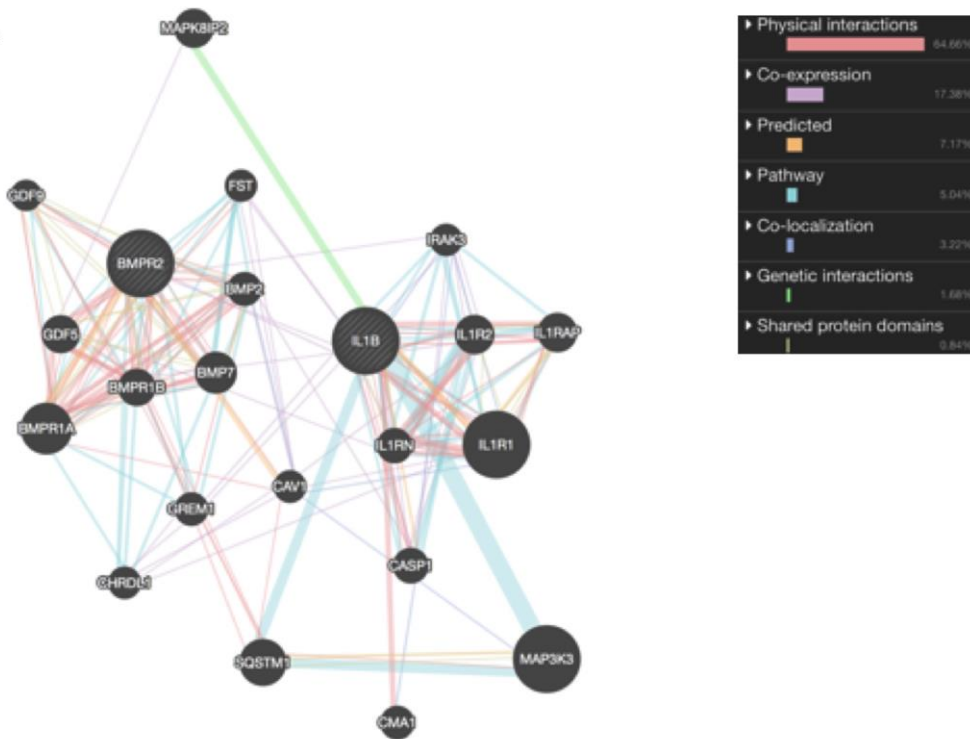 MAPK8IP2
GDF9
FST
IRAK3
BMPR2
BMP2
GDF5
IL1B
IL1R2
IL1RAP
BMPR1B
BMP7
BMPR1A
IL1RN
IL1R1
CAV1
GREM1
CASP1
CHRDL1
SQSTM1
MAP3K3
CMA1
Physical interactions
64.66%
Co-expression
17.38%
Predicted
7.17%
Pathway
5.04%
Co-localization
3.22%
Genetic interactions
1.68%
Shared protein domains
0.84%